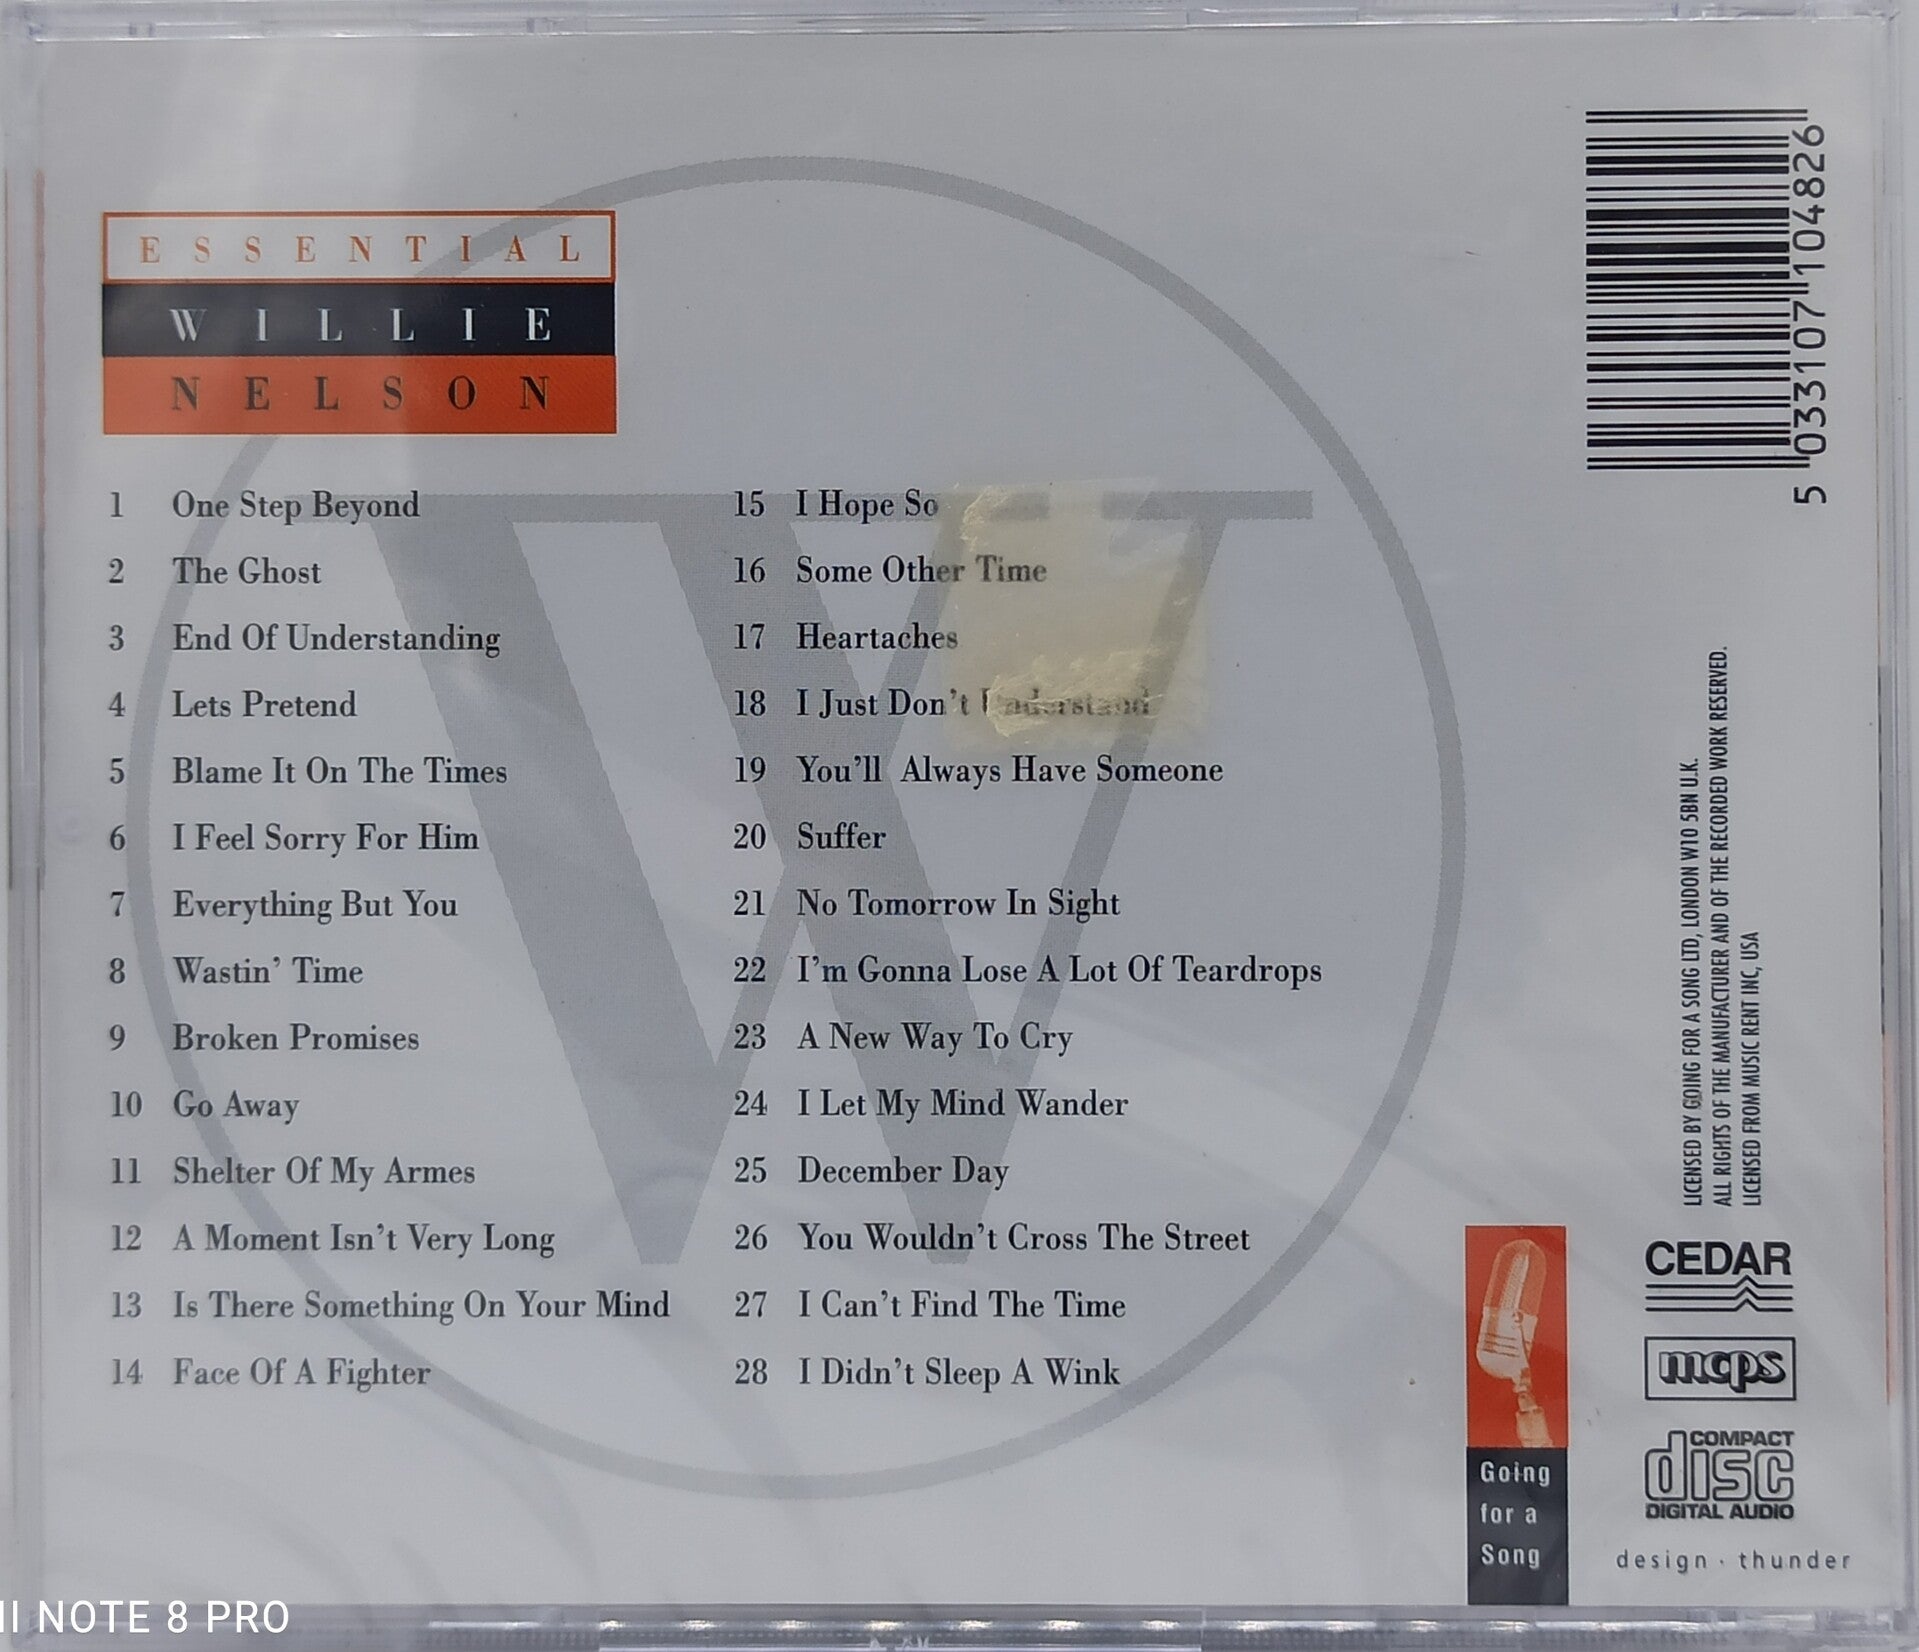 ESSENTIAL
WILLIE
NELSON
1 One Step Beyond
2 The Ghost
3 End Of Understanding
4 Lets Pretend
5 Blame It On The Times
6 I Feel Sorry For Him
7 Everything But You
8 Wastin' Time
9 Broken Promises
10 Go Away
11 Shelter Of My Armes
12 A Moment Isn't Very Long
13 Is There Something On Your Mind
14 Face Of A Fighter
15 I Hope So
16 Some Other Time
17 Heartaches
18 I Just Don't Understand
19 You'll Always Have Someone
20 Suffer
21 No Tomorrow In Sight
22 I'm Gonna Lose A Lot Of Teardrops
23 A New Way To Cry
24 I Let My Mind Wander
25 December Day
26 You Wouldn't Cross The Street
27 I Can't Find The Time
28 I Didn't Sleep A Wink
5 033107 104826
LICENSED BY GOING FOR A SONG LTD, LONDON W10 5BN U.K.
ALL RIGHTS OF THE MANUFACTURER AND OF THE RECORDED WORK RESERVED.
LICENSED FROM MUSIC RENT INC, USA
CEDAR
mcps
COMPACT
disc
DIGITAL AUDIO
Going
for a
Song
design · thunder
NOTE 8 PRO